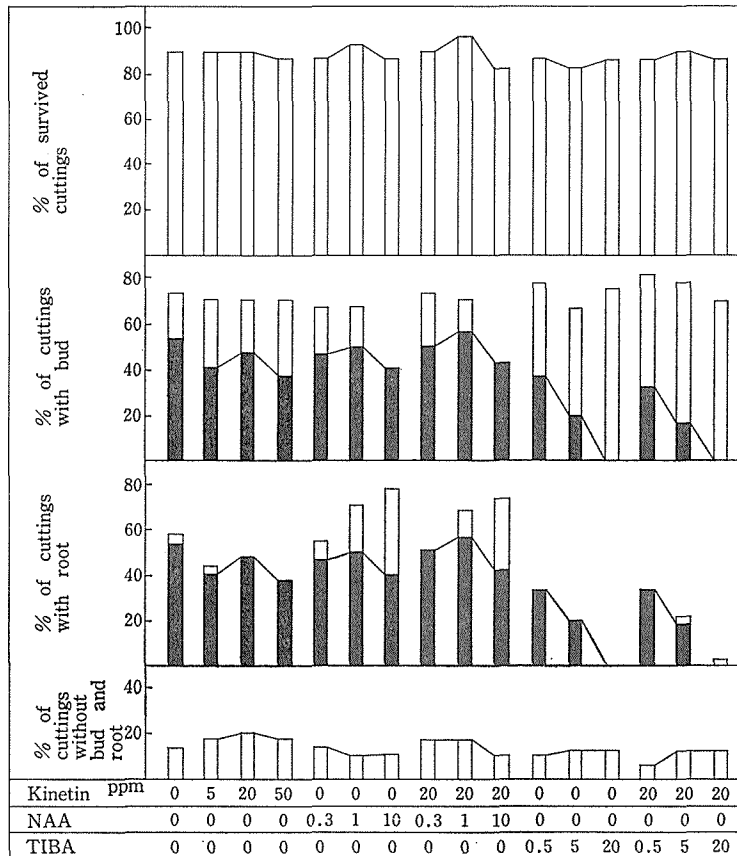 100
80
60
40
20
% of survived
cuttings
80
60
40
20
% of cuttings
with bud
80
60
40
20
% of cuttings
with root
40
20
% of
cuttings
without
bud and
root
Kinetin ppm 0 5 20 50 0 0 0 20 20 20 0 0 0 20 20 20
NAA 0 0 0 0 0.3 1 10 0.3 1 10 0 0 0 0 0 0
TIBA 0 0 0 0 0 0 0 0 0 0 0.5 5 20 0.5 5 20